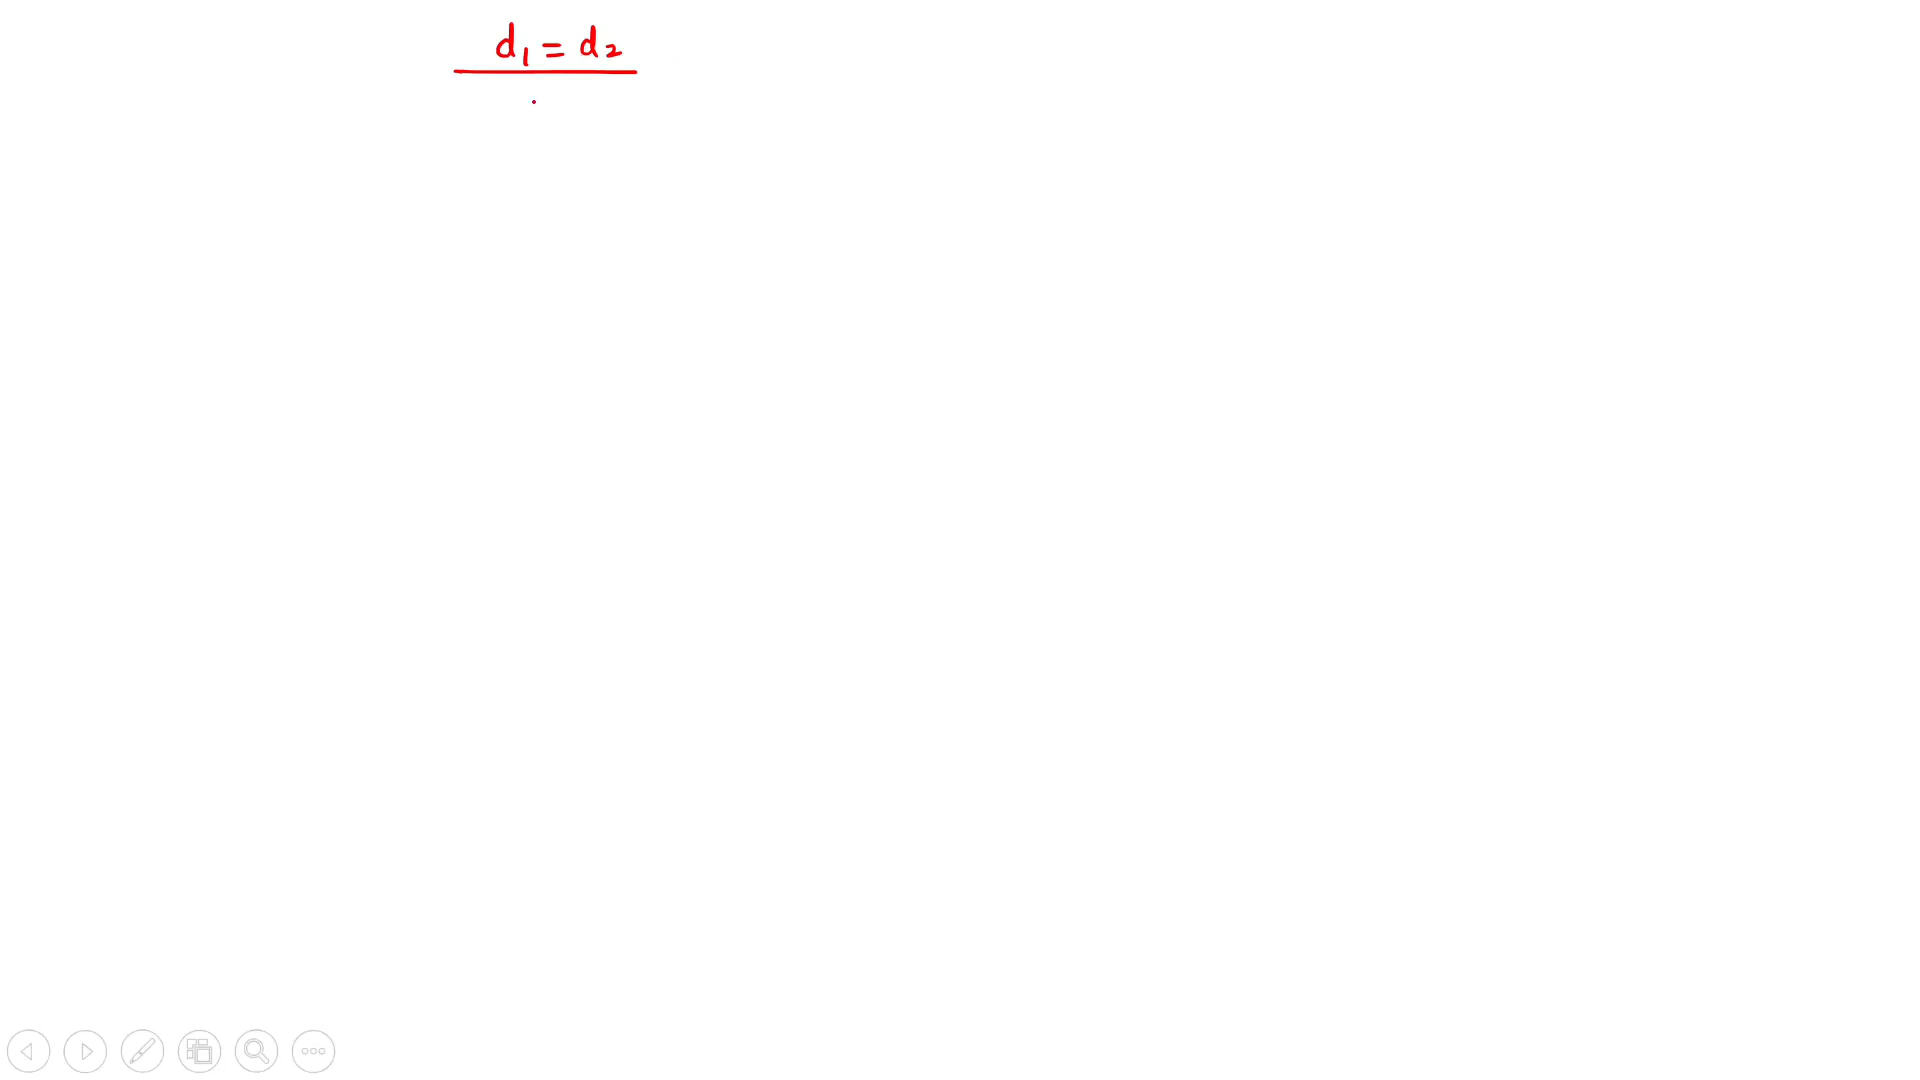 d₁ = d₂